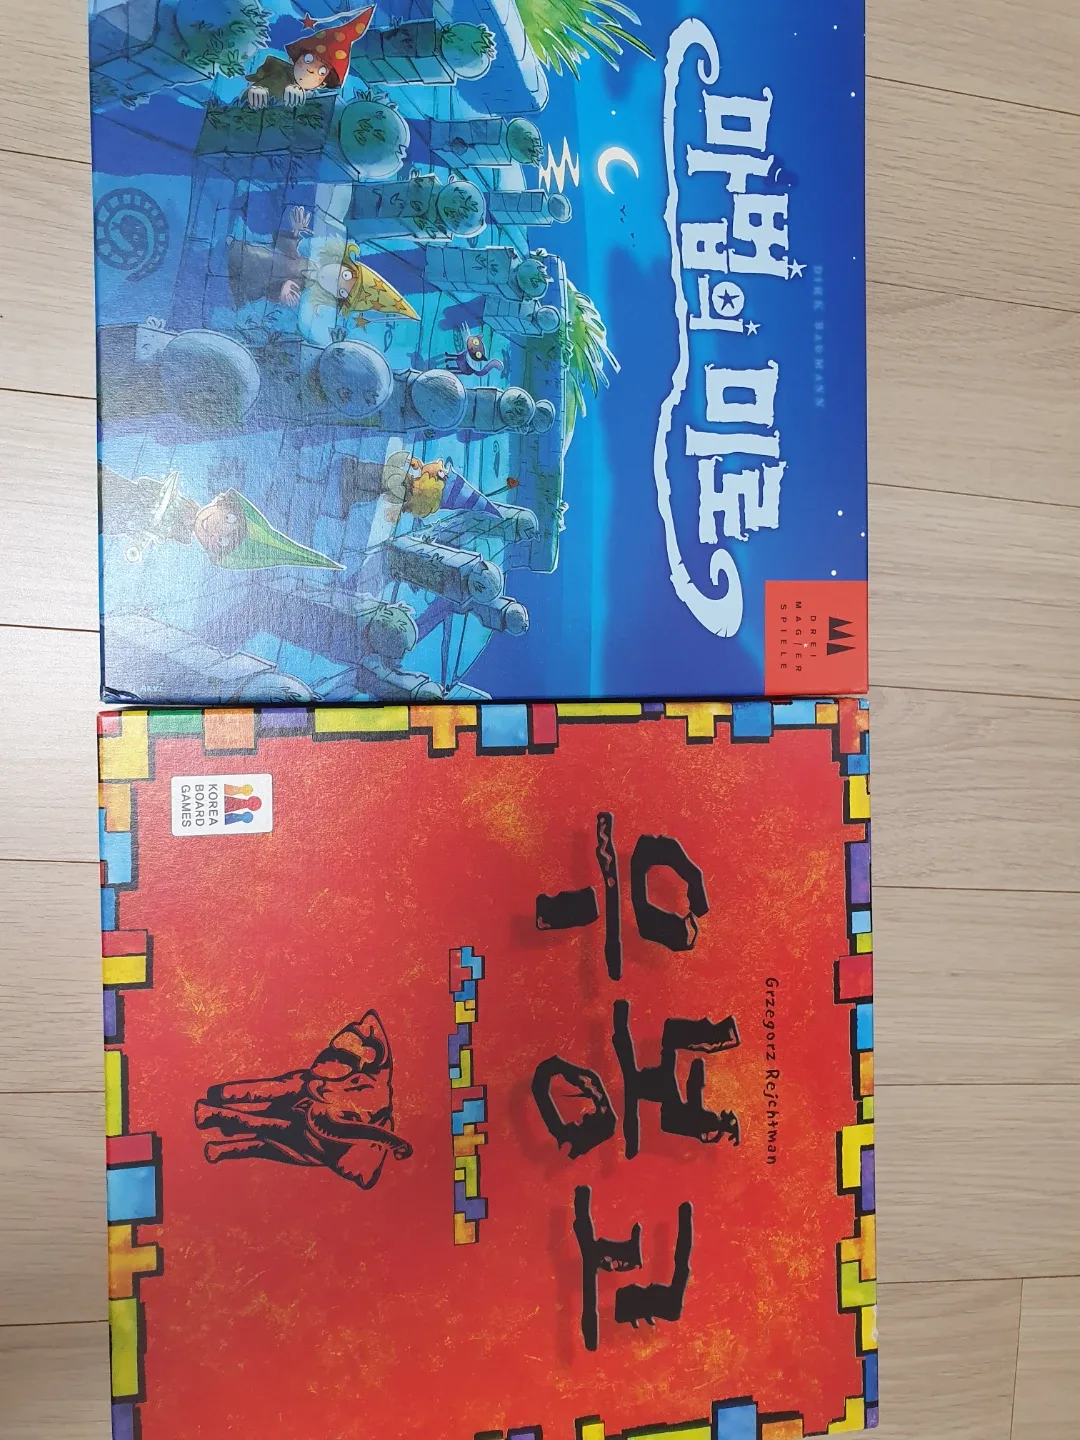 DIRK BAUMANN
마법의 미로
DREI
MAGIER
SPIELE
Grzegorz Rejchtman
우봉고
KOREA
BOARD
GAMES